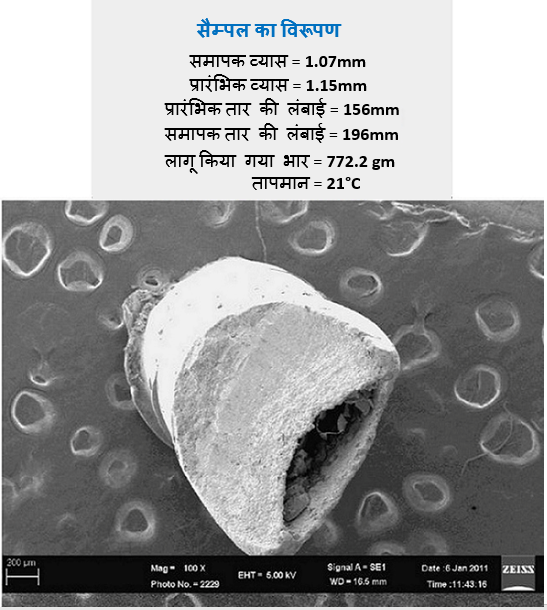 सैम्पल का विरूपण
समापक व्यास = 1.07mm
प्रारंभिक व्यास = 1.15mm
प्रारंभिक तार की लंबाई = 156mm
समापक तार की लंबाई = 196mm
लागू किया गया भार = 772.2 gm
तापमान = 21°C
200 µm
Mag = 100 X
Photo No. = 2229
EHT = 5.00 kV
Signal A = SE1
WD = 16.5 mm
Date :6 Jan 2011
Time :11:43:16
ZEISS